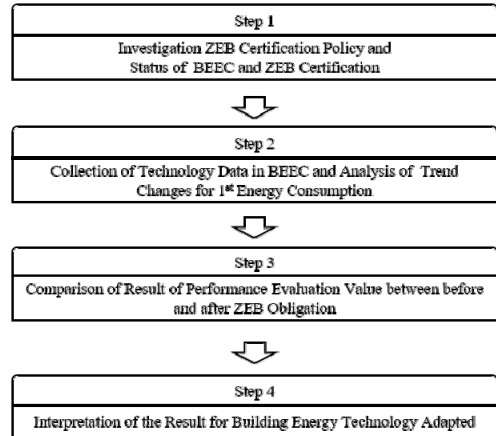 Step 1
Investigation ZEB Certification Policy and
Status of BEEC and ZEB Certification
Step 2
Collection of Technology Data in BEEC and Analysis of Trend
Changes for 1st Energy Consumption
Step 3
Comparison of Result of Performance Evaluation Value between before
and after ZEB Obligation
Step 4
Interpretation of the Result for Building Energy Technology Adapted